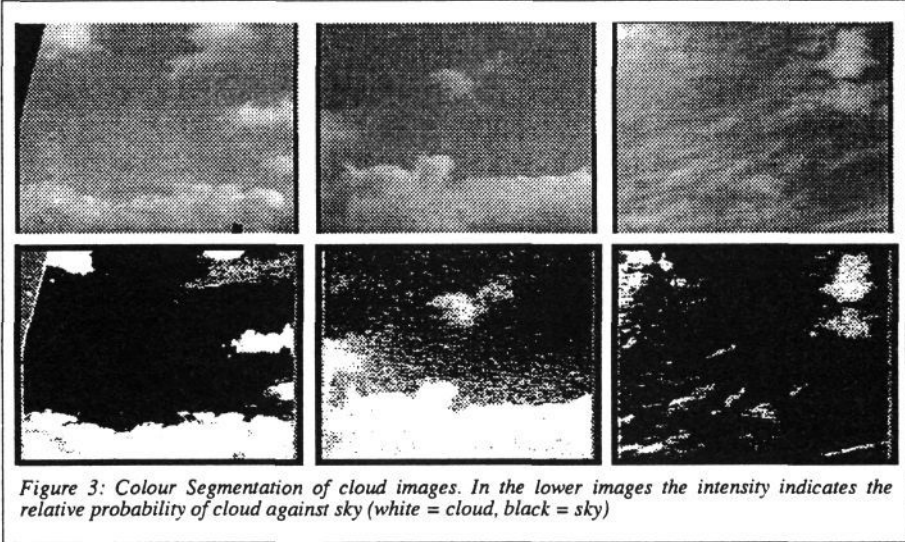 Figure 3: Colour Segmentation of cloud images. In the lower images the intensity indicates the
relative probability of cloud against sky (white = cloud, black = sky)